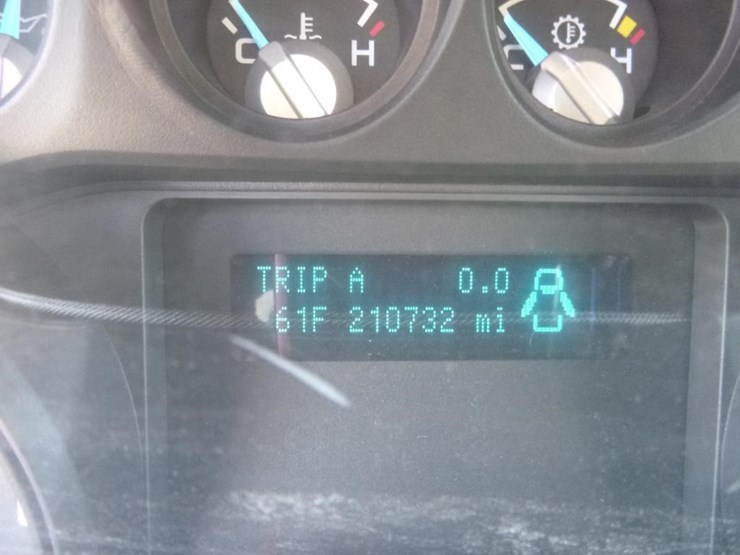 C H
C H
TRIP A 0.0
61F 210732 mi